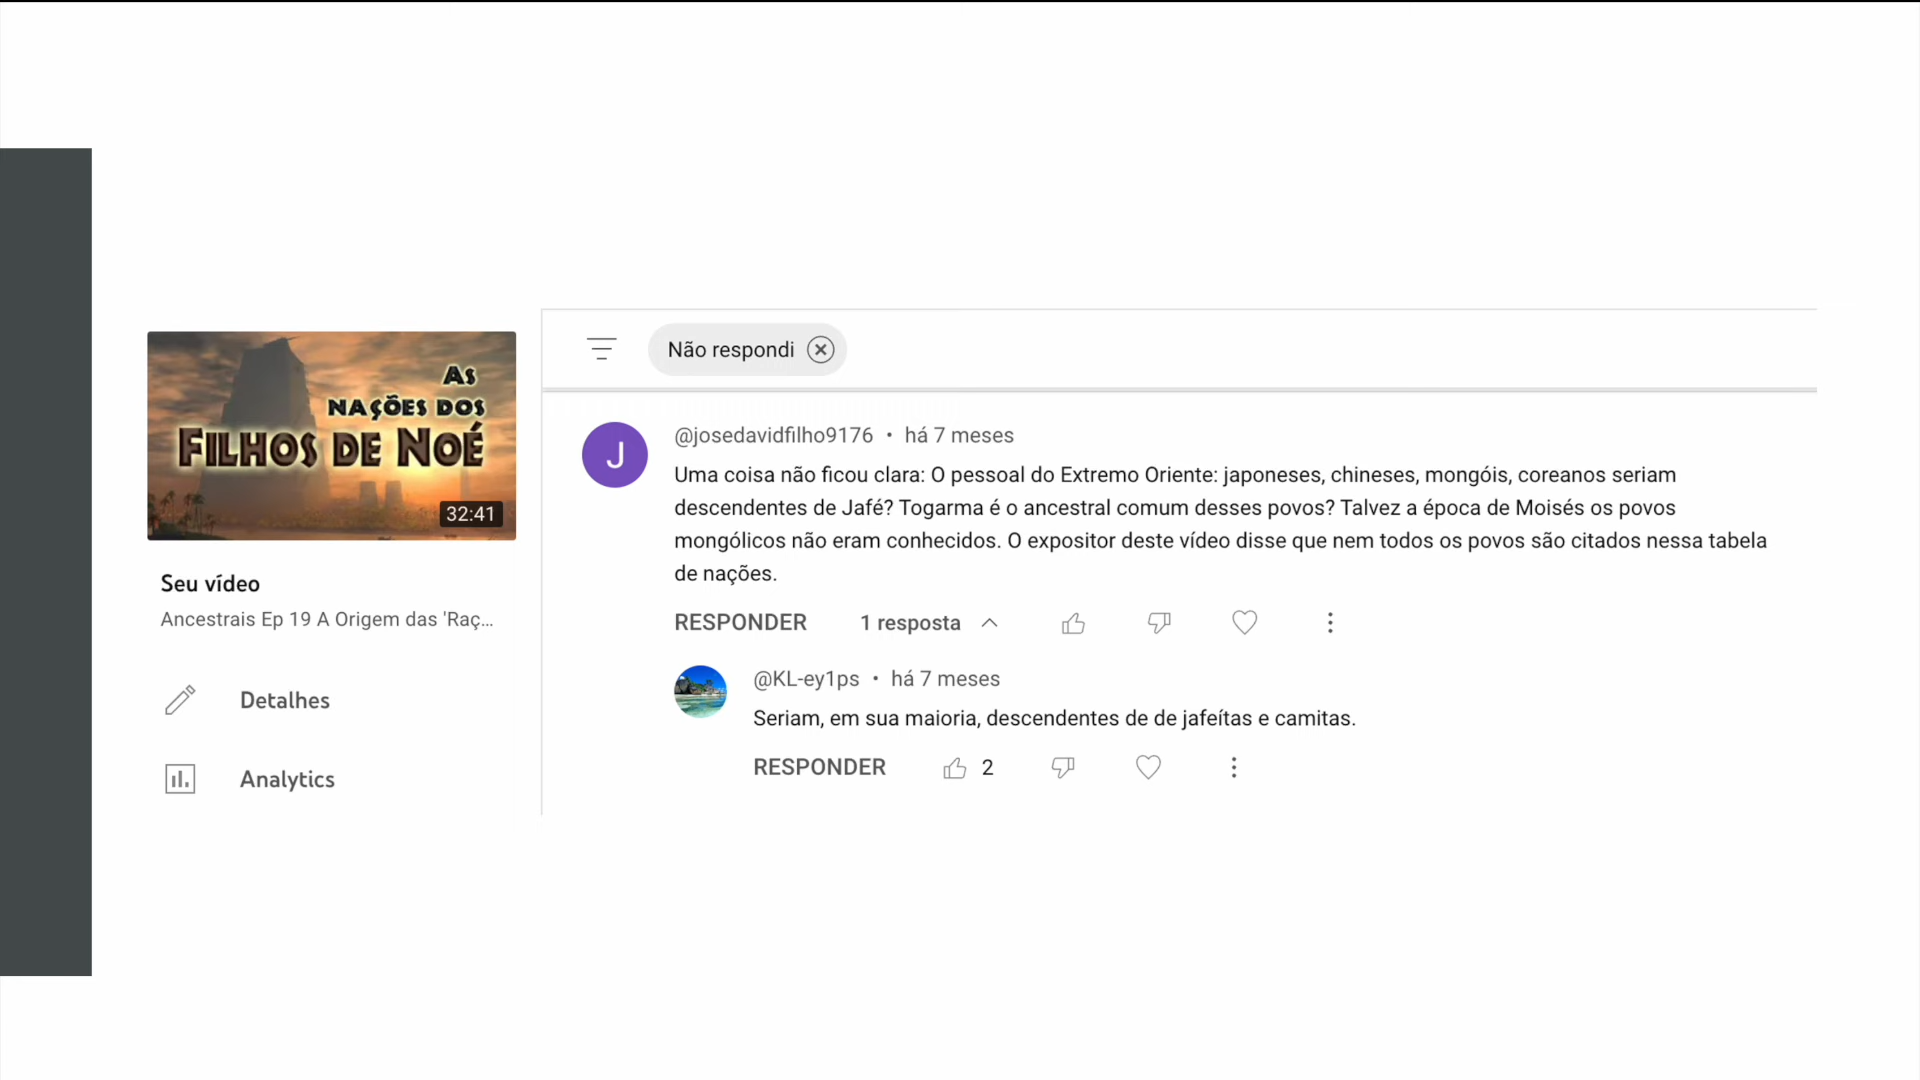 As
NAÇÕES DOS
FILHOS DE NOÉ
32:41
Seu vídeo
Ancestrais Ep 19 A Origem das 'Raç...
Detalhes
Analytics
Não respondi
J
@josedavidfilho9176 • há 7 meses
Uma coisa não ficou clara: O pessoal do Extremo Oriente: japoneses, chineses, mongóis, coreanos seriam
descendentes de Jafé? Togarma é o ancestral comum desses povos? Talvez a época de Moisés os povos
mongólicos não eram conhecidos. O expositor deste vídeo disse que nem todos os povos são citados nessa tabela
de nações.
RESPONDER 1 resposta
@KL-ey1ps • há 7 meses
Seriam, em sua maioria, descendentes de de jafeítas e camitas.
RESPONDER 2